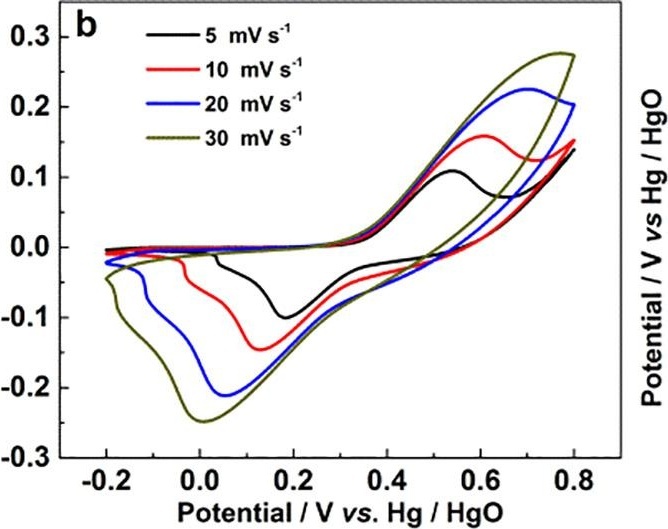 b
5 mV s⁻¹
10 mV s⁻¹
20 mV s⁻¹
30 mV s⁻¹
0.3
0.2
0.1
0.0
-0.1
-0.2
-0.3
-0.2 0.0 0.2 0.4 0.6 0.8
Potential / V vs. Hg / HgO
Potential / V vs Hg / HgO